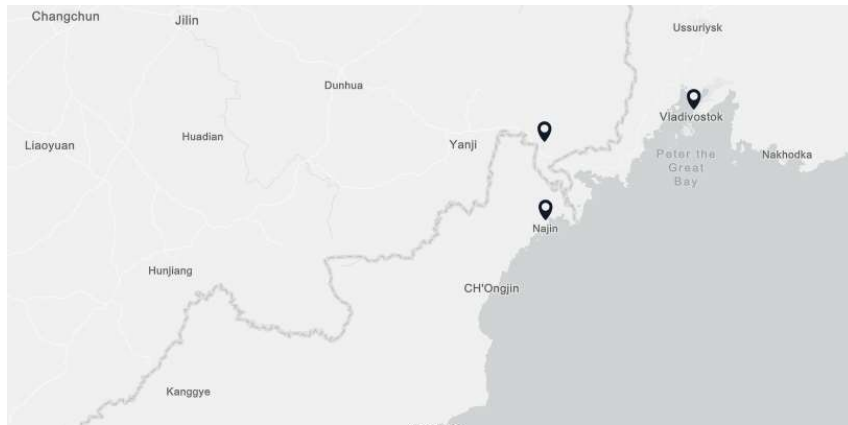 Changchun
Jilin
Ussuriysk
Dunhua
Vladivostok
Huadian
Liaoyuan
Yanji
Peter the
Great
Bay
Nakhodka
Najin
Hunjiang
CH'Ongjin
Kanggye